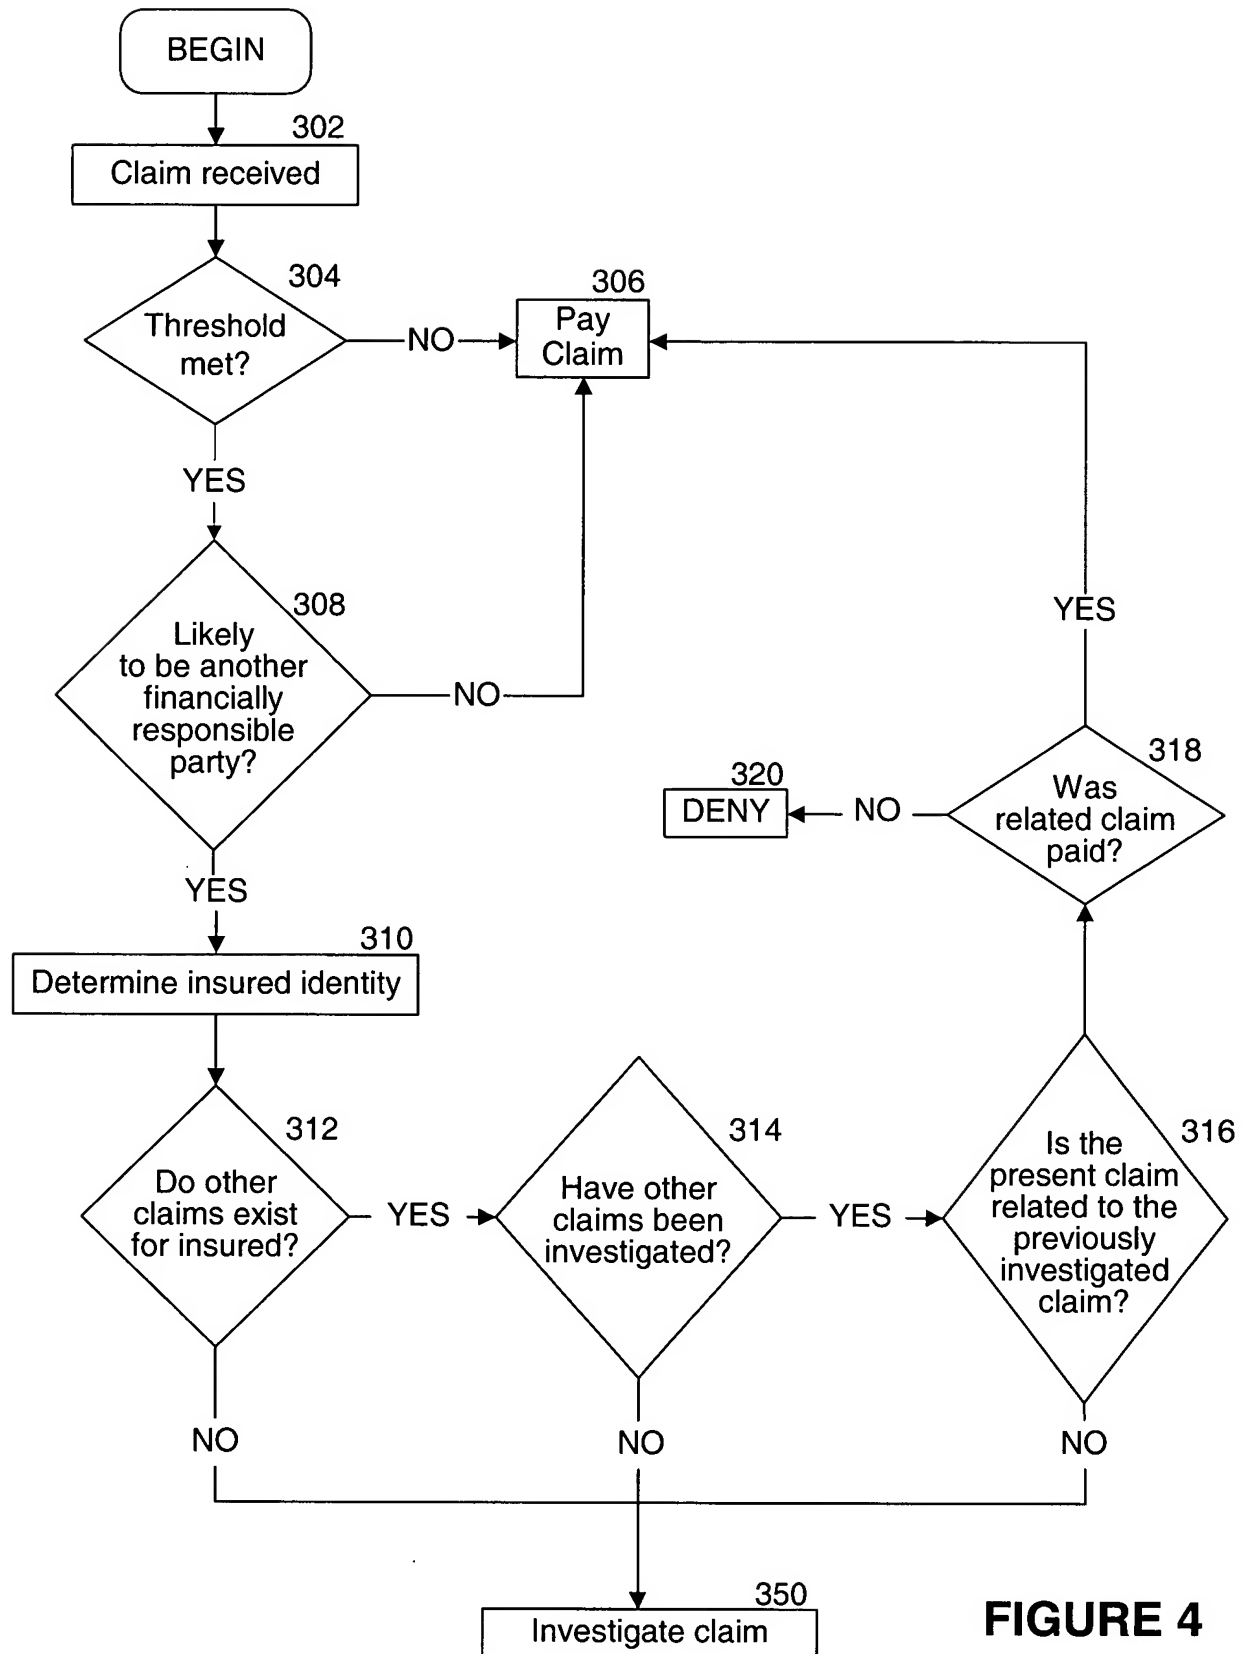 BEGIN
302
Claim received
304
Threshold
met?
NO
306
Pay
Claim
YES
308
Likely
to be another
financially
responsible
party?
NO
YES
318
Was
related claim
paid?
NO
320
DENY
YES
310
Determine insured identity
312
Do other
claims exist
for insured?
YES
314
Have other
claims been
investigated?
YES
316
Is the
present claim
related to the
previously
investigated
claim?
NO
NO
NO
350
Investigate claim
FIGURE 4